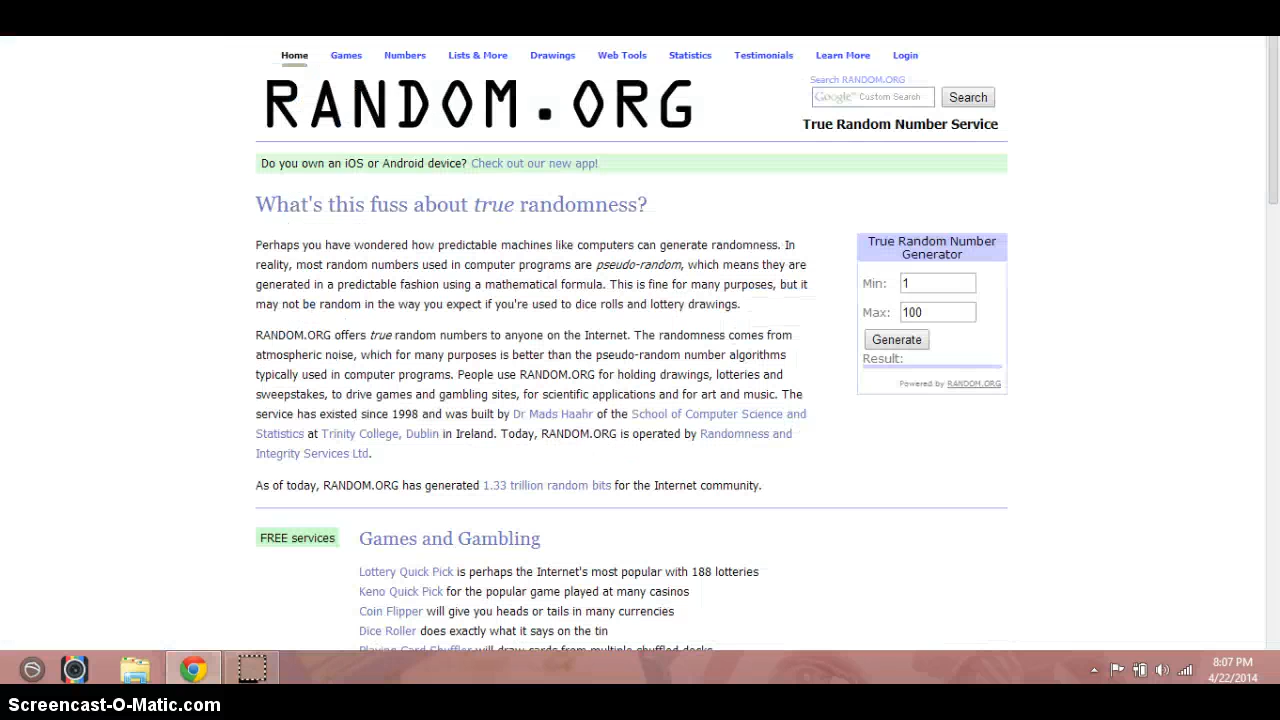 Home Games Numbers Lists & More Drawings Web Tools Statistics Testimonials Learn More Login
RANDOM.ORG
Search RANDOM.ORG
Google™ Custom Search Search
True Random Number Service
Do you own an iOS or Android device? Check out our new app!
What's this fuss about true randomness?
Perhaps you have wondered how predictable machines like computers can generate randomness. In
reality, most random numbers used in computer programs are pseudo-random, which means they are
generated in a predictable fashion using a mathematical formula. This is fine for many purposes, but it
may not be random in the way you expect if you're used to dice rolls and lottery drawings.
RANDOM.ORG offers true random numbers to anyone on the Internet. The randomness comes from
atmospheric noise, which for many purposes is better than the pseudo-random number algorithms
typically used in computer programs. People use RANDOM.ORG for holding drawings, lotteries and
sweepstakes, to drive games and gambling sites, for scientific applications and for art and music. The
service has existed since 1998 and was built by Dr Mads Haahr of the School of Computer Science and
Statistics at Trinity College, Dublin in Ireland. Today, RANDOM.ORG is operated by Randomness and
Integrity Services Ltd.
As of today, RANDOM.ORG has generated 1.33 trillion random bits for the Internet community.
True Random Number
Generator
Min: 1
Max: 100
Generate
Result:
Powered by RANDOM.ORG
FREE services
Games and Gambling
Lottery Quick Pick is perhaps the Internet's most popular with 188 lotteries
Keno Quick Pick for the popular game played at many casinos
Coin Flipper will give you heads or tails in many currencies
Dice Roller does exactly what it says on the tin
Playing Card Shuffler will draw cards from multiple shuffled decks
8:07 PM
4/22/2014
Screencast-O-Matic.com